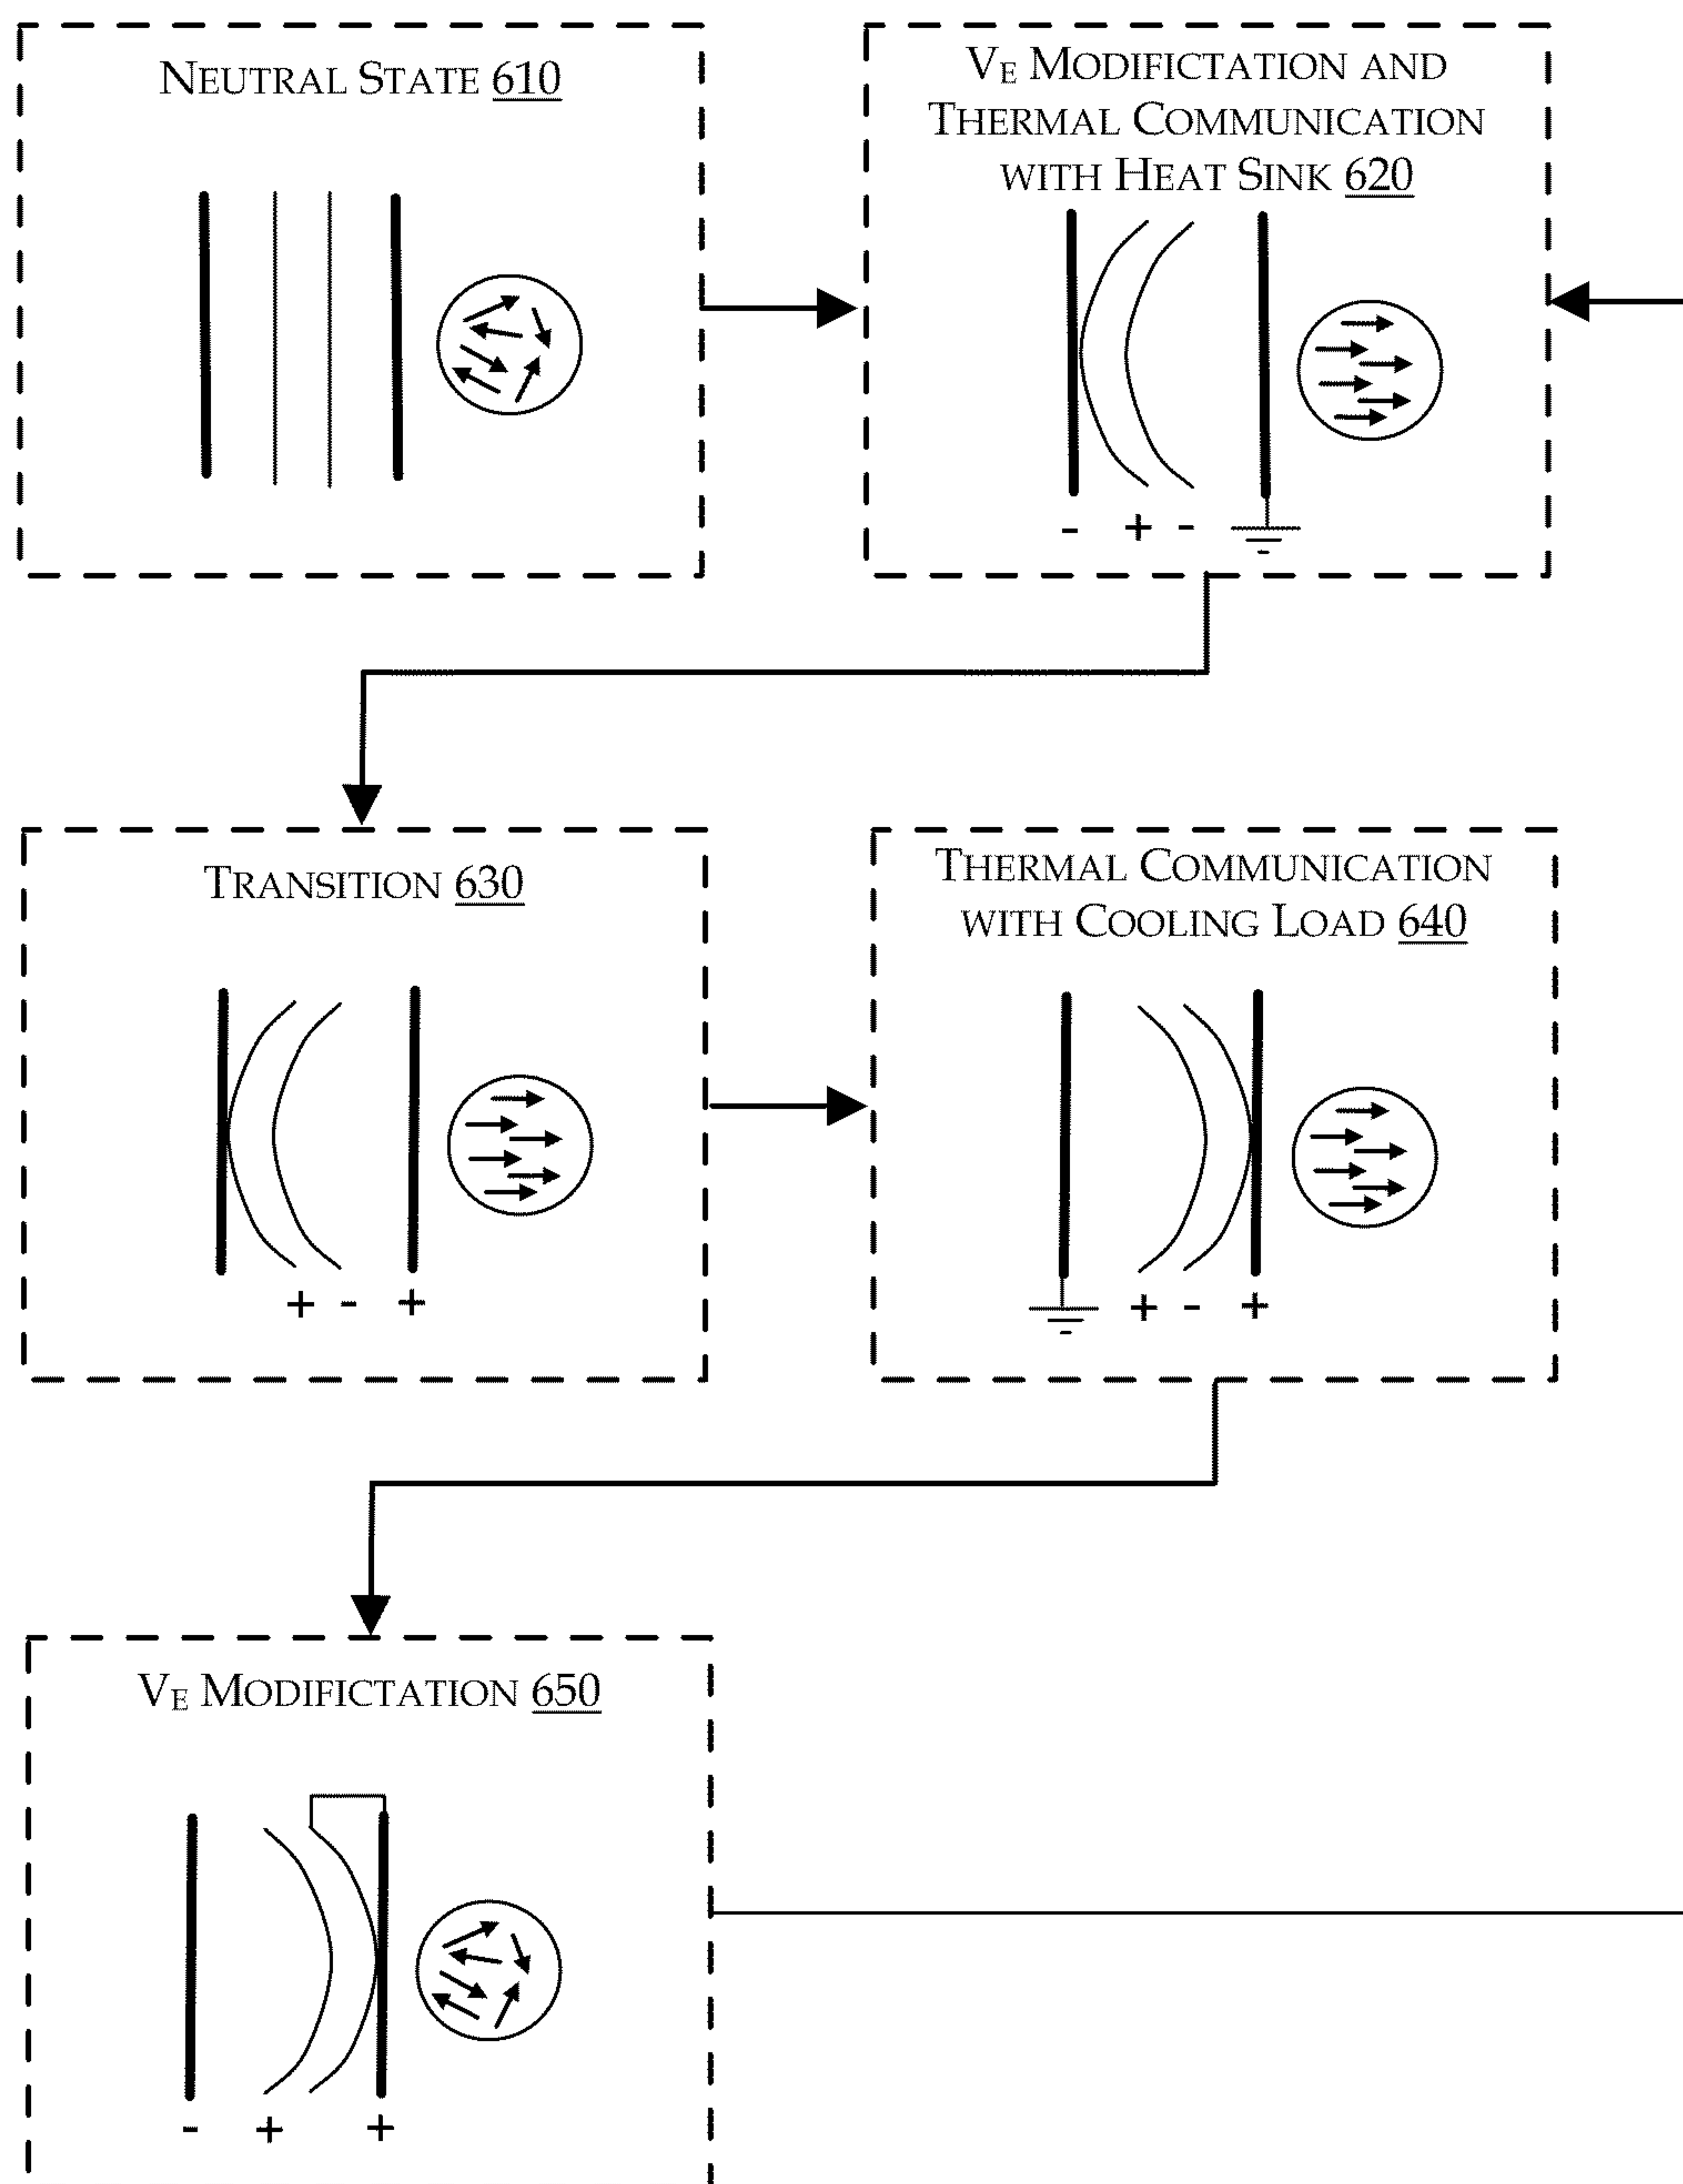 NEUTRAL STATE 610
VE MODIFICTATION AND
THERMAL COMMUNICATION
WITH HEAT SINK 620
- + -
TRANSITION 630
+ - +
THERMAL COMMUNICATION
WITH COOLING LOAD 640
+ - +
VE MODIFICTATION 650
- + +